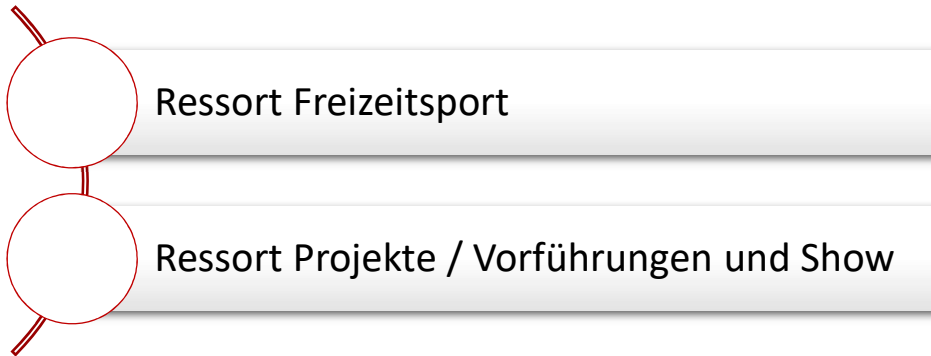 Ressort Freizeitsport
Ressort Projekte / Vorführungen und Show